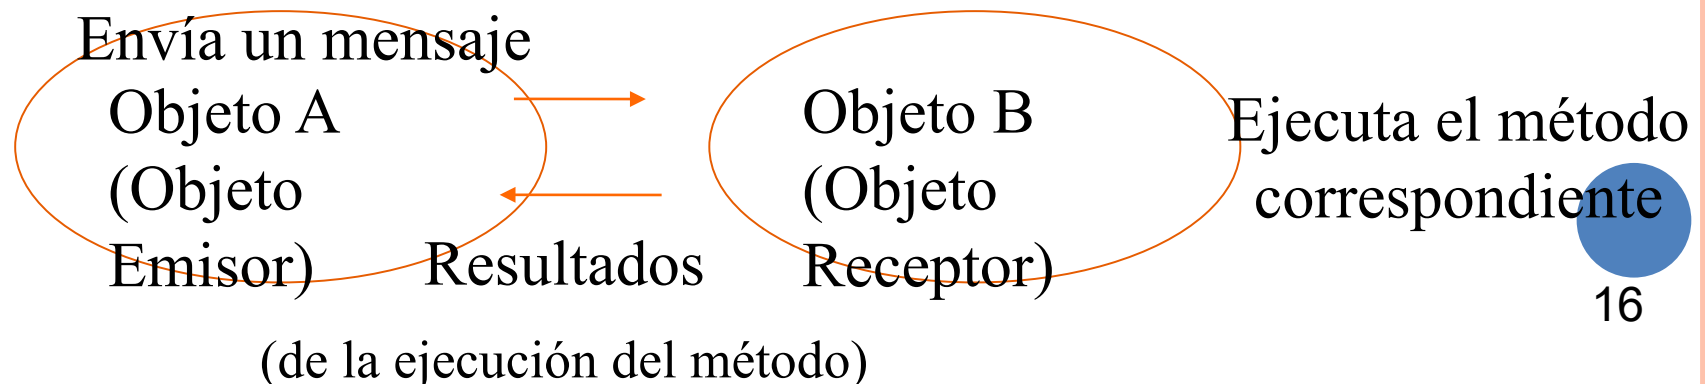 Envía un mensaje
Objeto A
(Objeto
Emisor)
Resultados
(de la ejecución del método)
Objeto B
(Objeto
Receptor)
Ejecuta el método
correspondiente
16